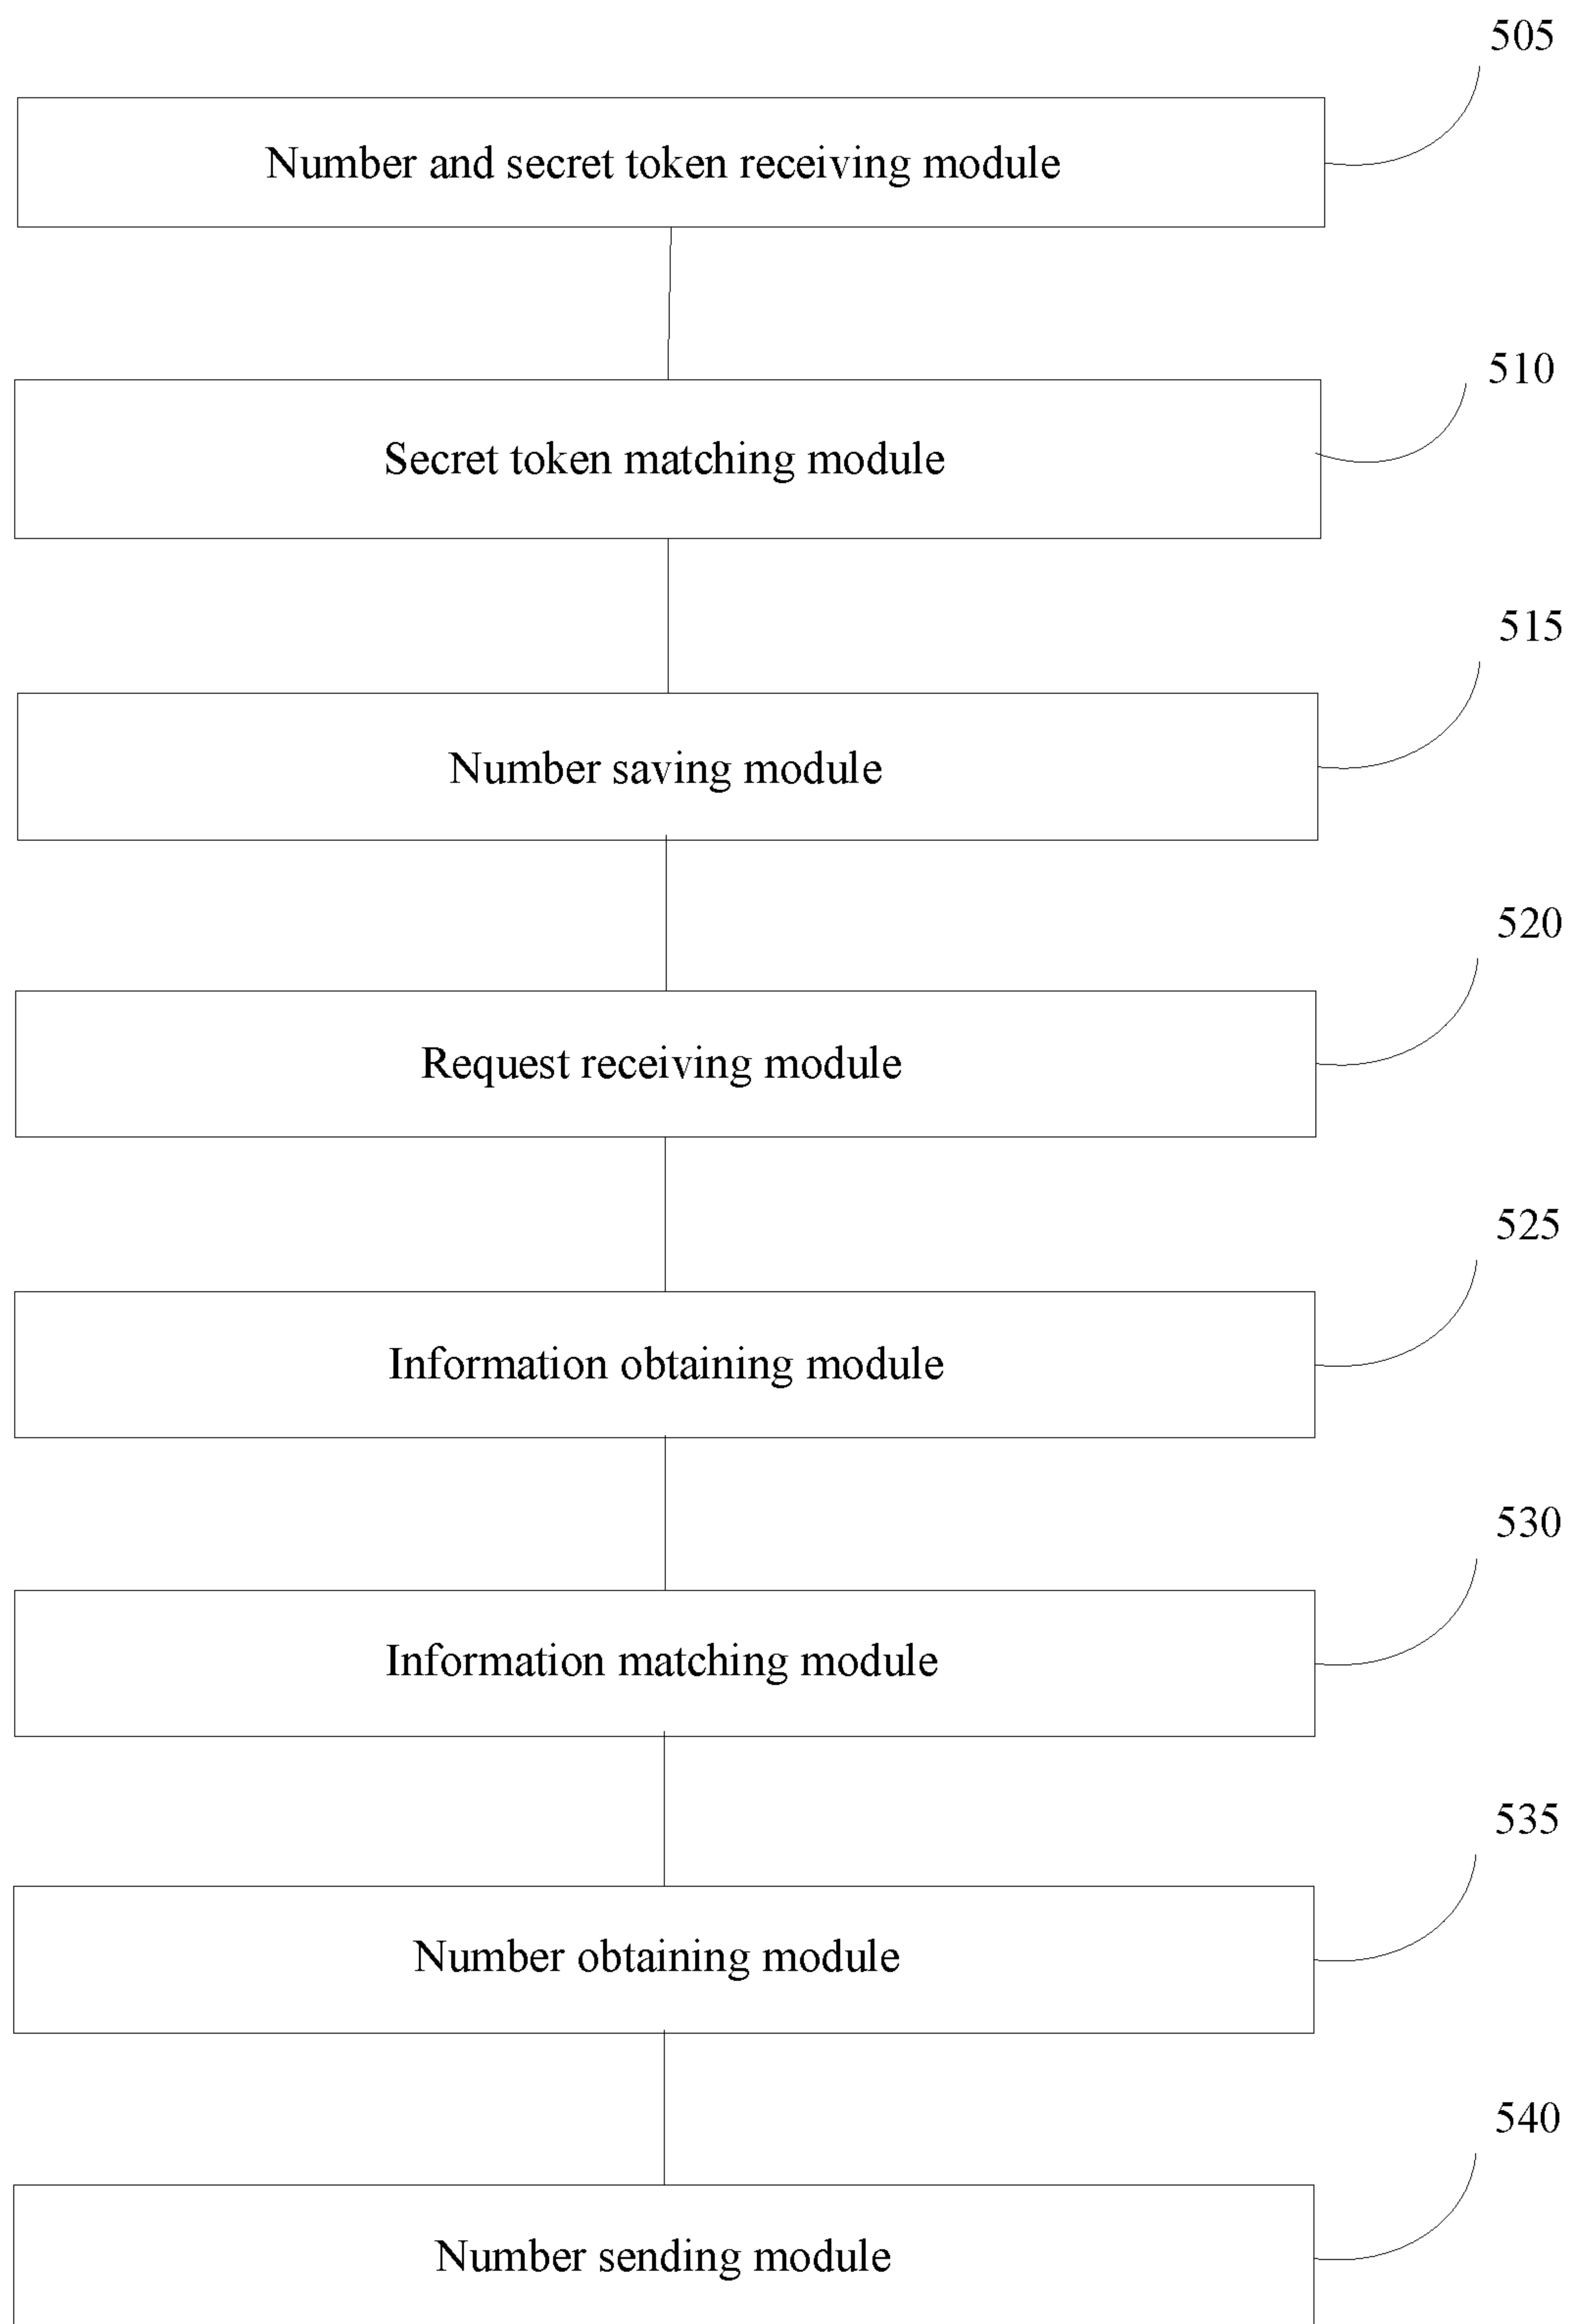 505
Number and secret token receiving module
510
Secret token matching module
515
Number saving module
520
Request receiving module
525
Information obtaining module
530
Information matching module
535
Number obtaining module
540
Number sending module